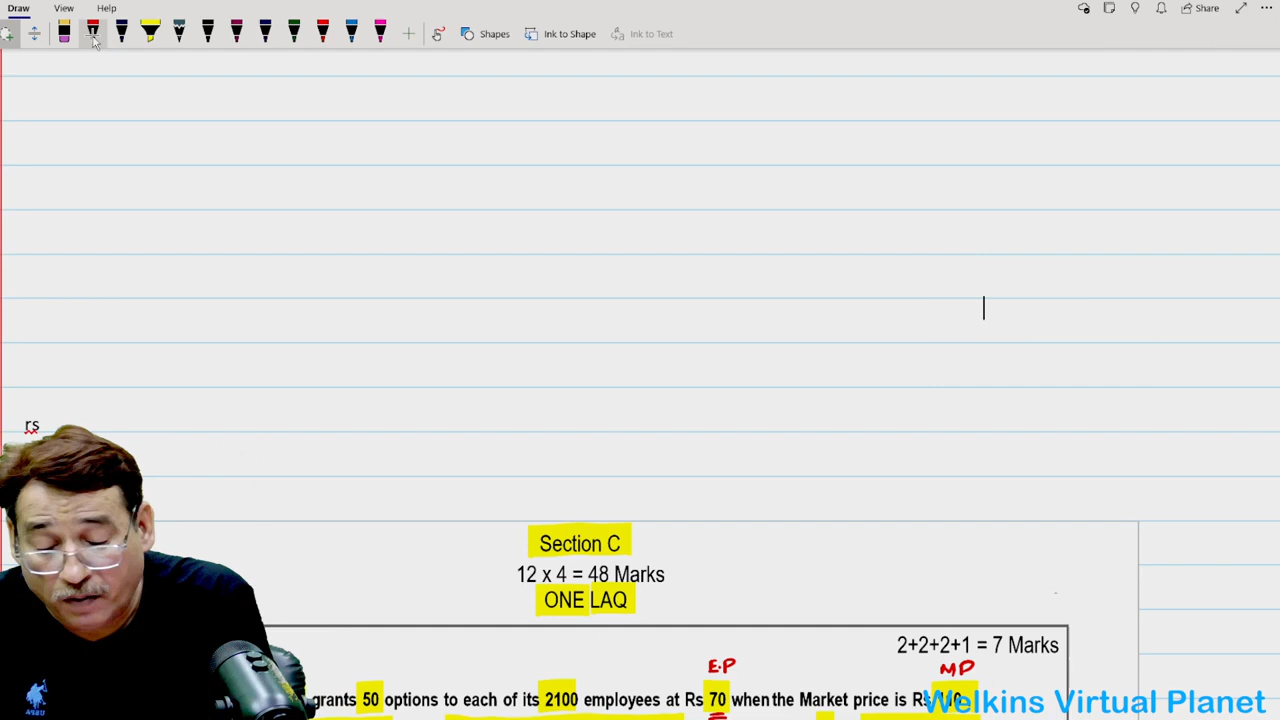 Draw View Help Share
Shapes Ink to Shape Ink to Text
rs
Section C
12 x 4 = 48 Marks
ONE LAQ
2+2+2+1 = 7 Marks
E.P MP
grants 50 options to each of its 2100 employees at Rs 70 when the Market price is Rs
Welkins Virtual Planet
USPA